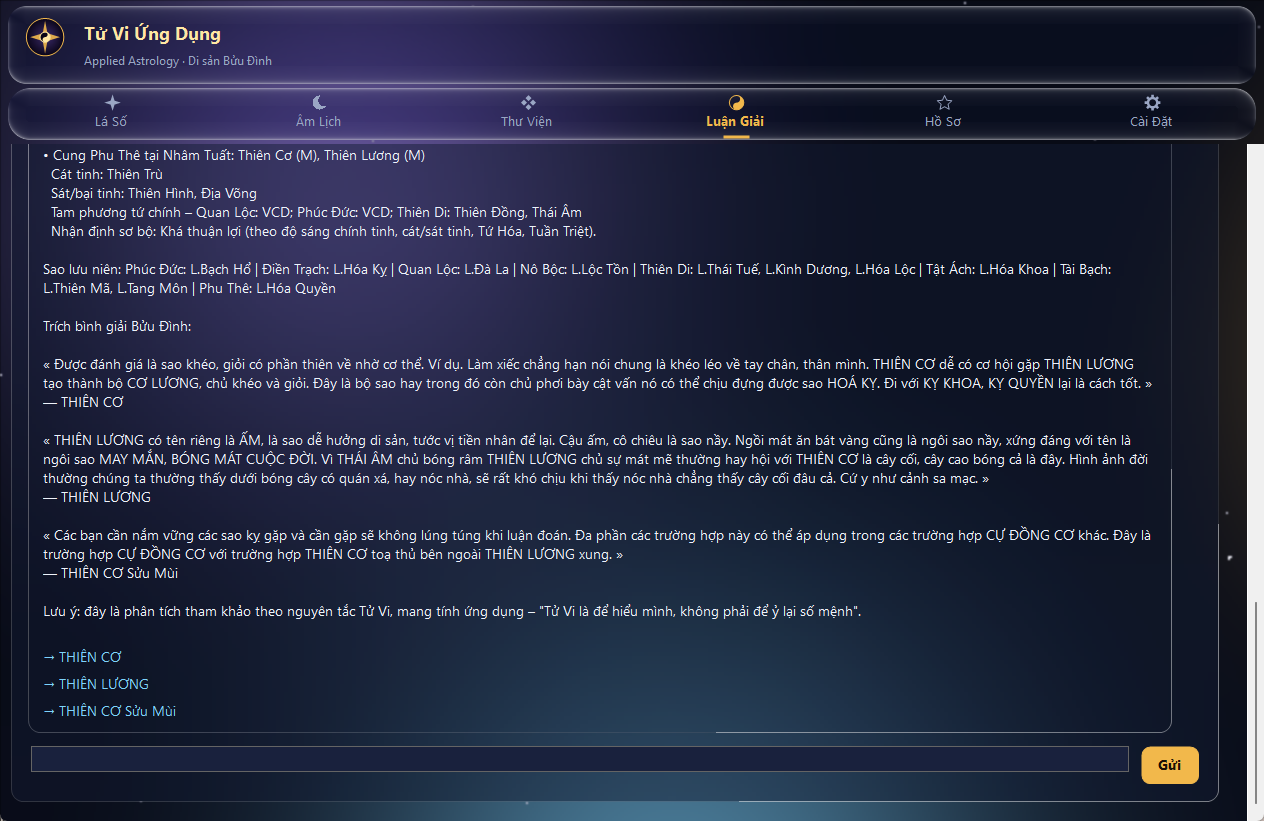 Tử Vi Ứng Dụng
Applied Astrology · Di sản Bửu Đình
Lá Số
Âm Lịch
Thư Viện
Luận Giải
Hồ Sơ
Cài Đặt
• Cung Phu Thê tại Nhâm Tuất: Thiên Cơ (M), Thiên Lương (M)
Cát tinh: Thiên Trù
Sát/bại tinh: Thiên Hình, Địa Võng
Tam phương tứ chính – Quan Lộc: VCD; Phúc Đức: VCD; Thiên Di: Thiên Đồng, Thái Âm
Nhận định sơ bộ: Khá thuận lợi (theo độ sáng chính tinh, cát/sát tinh, Tứ Hóa, Tuần Triệt).
Sao lưu niên: Phúc Đức: L.Bạch Hổ | Điền Trạch: L.Hóa Kỵ | Quan Lộc: L.Đà La | Nô Bộc: L.Lộc Tồn | Thiên Di: L.Thái Tuế, L.Kình Dương, L.Hóa Lộc | Tật Ách: L.Hóa Khoa | Tài Bạch:
L.Thiên Mã, L.Tang Môn | Phu Thê: L.Hóa Quyền
Trích bình giải Bửu Đình:
« Được đánh giá là sao khéo, giỏi có phần thiên về nhờ cơ thể. Ví dụ. Làm xiếc chẳng hạn nói chung là khéo léo về tay chân, thân mình. THIÊN CƠ dễ có cơ hội gặp THIÊN LƯƠNG
tạo thành bộ CƠ LƯƠNG, chủ khéo và giỏi. Đây là bộ sao hay trong đó còn chủ phơi bày cật vấn nó có thể chịu đựng được sao HOÁ KỴ. Đi với KỴ KHOA, KỴ QUYỀN lại là cách tốt. »
— THIÊN CƠ
« THIÊN LƯƠNG có tên riêng là ẤM, là sao dễ hưởng di sản, tước vị tiền nhân để lại. Cậu ấm, cô chiêu là sao nầy. Ngồi mát ăn bát vàng cũng là ngôi sao nầy, xứng đáng với tên là
ngôi sao MAY MẮN, BÓNG MÁT CUỘC ĐỜI. Vì THÁI ÂM chủ bóng râm THIÊN LƯƠNG chủ sự mát mẽ thường hay hội với THIÊN CƠ là cây cối, cây cao bóng cả là đây. Hình ảnh đời
thường chúng ta thường thấy dưới bóng cây có quán xá, hay nóc nhà, sẽ rất khó chịu khi thấy nóc nhà chẳng thấy cây cối đâu cả. Cứ y như cảnh sa mạc. »
— THIÊN LƯƠNG
« Các bạn cần nắm vững các sao kỵ gặp và cần gặp sẽ không lúng túng khi luận đoán. Đa phần các trường hợp này có thể áp dụng trong các trường hợp CỰ ĐỒNG CƠ khác. Đây là
trường hợp CỰ ĐỒNG CƠ với trường hợp THIÊN CƠ toạ thủ bên ngoài THIÊN LƯƠNG xung. »
— THIÊN CƠ Sửu Mùi
Lưu ý: đây là phân tích tham khảo theo nguyên tắc Tử Vi, mang tính ứng dụng – "Tử Vi là để hiểu mình, không phải để ỷ lại số mệnh".
→ THIÊN CƠ
→ THIÊN LƯƠNG
→ THIÊN CƠ Sửu Mùi
Gửi